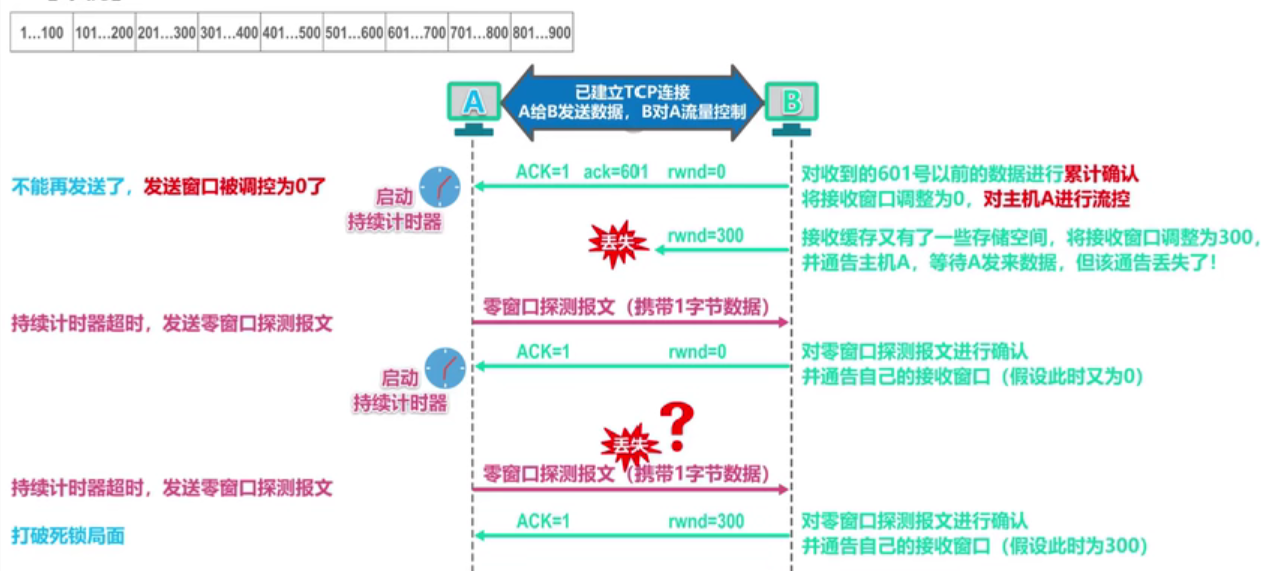 1…100 101…200 201…300 301…400 401…500 501…600 601…700 701…800 801…900
已建立TCP连接
A给B发送数据，B对A流量控制
A
B
不能再发送了，发送窗口被调控为0了
启动
持续计时器
ACK=1 ack=601 rwnd=0
对收到的601号以前的数据进行累计确认
将接收窗口调整为0，对主机A进行流控
丢失
rwnd=300
接收缓存又有了一些存储空间，将接收窗口调整为300，
并通告主机A，等待A发来数据，但该通告丢失了！
持续计时器超时，发送零窗口探测报文
零窗口探测报文（携带1字节数据）
启动
持续计时器
ACK=1 rwnd=0
对零窗口探测报文进行确认
并通告自己的接收窗口（假设此时又为0）
丢失
?
持续计时器超时，发送零窗口探测报文
零窗口探测报文（携带1字节数据）
打破死锁局面
ACK=1 rwnd=300
对零窗口探测报文进行确认
并通告自己的接收窗口（假设此时为300）